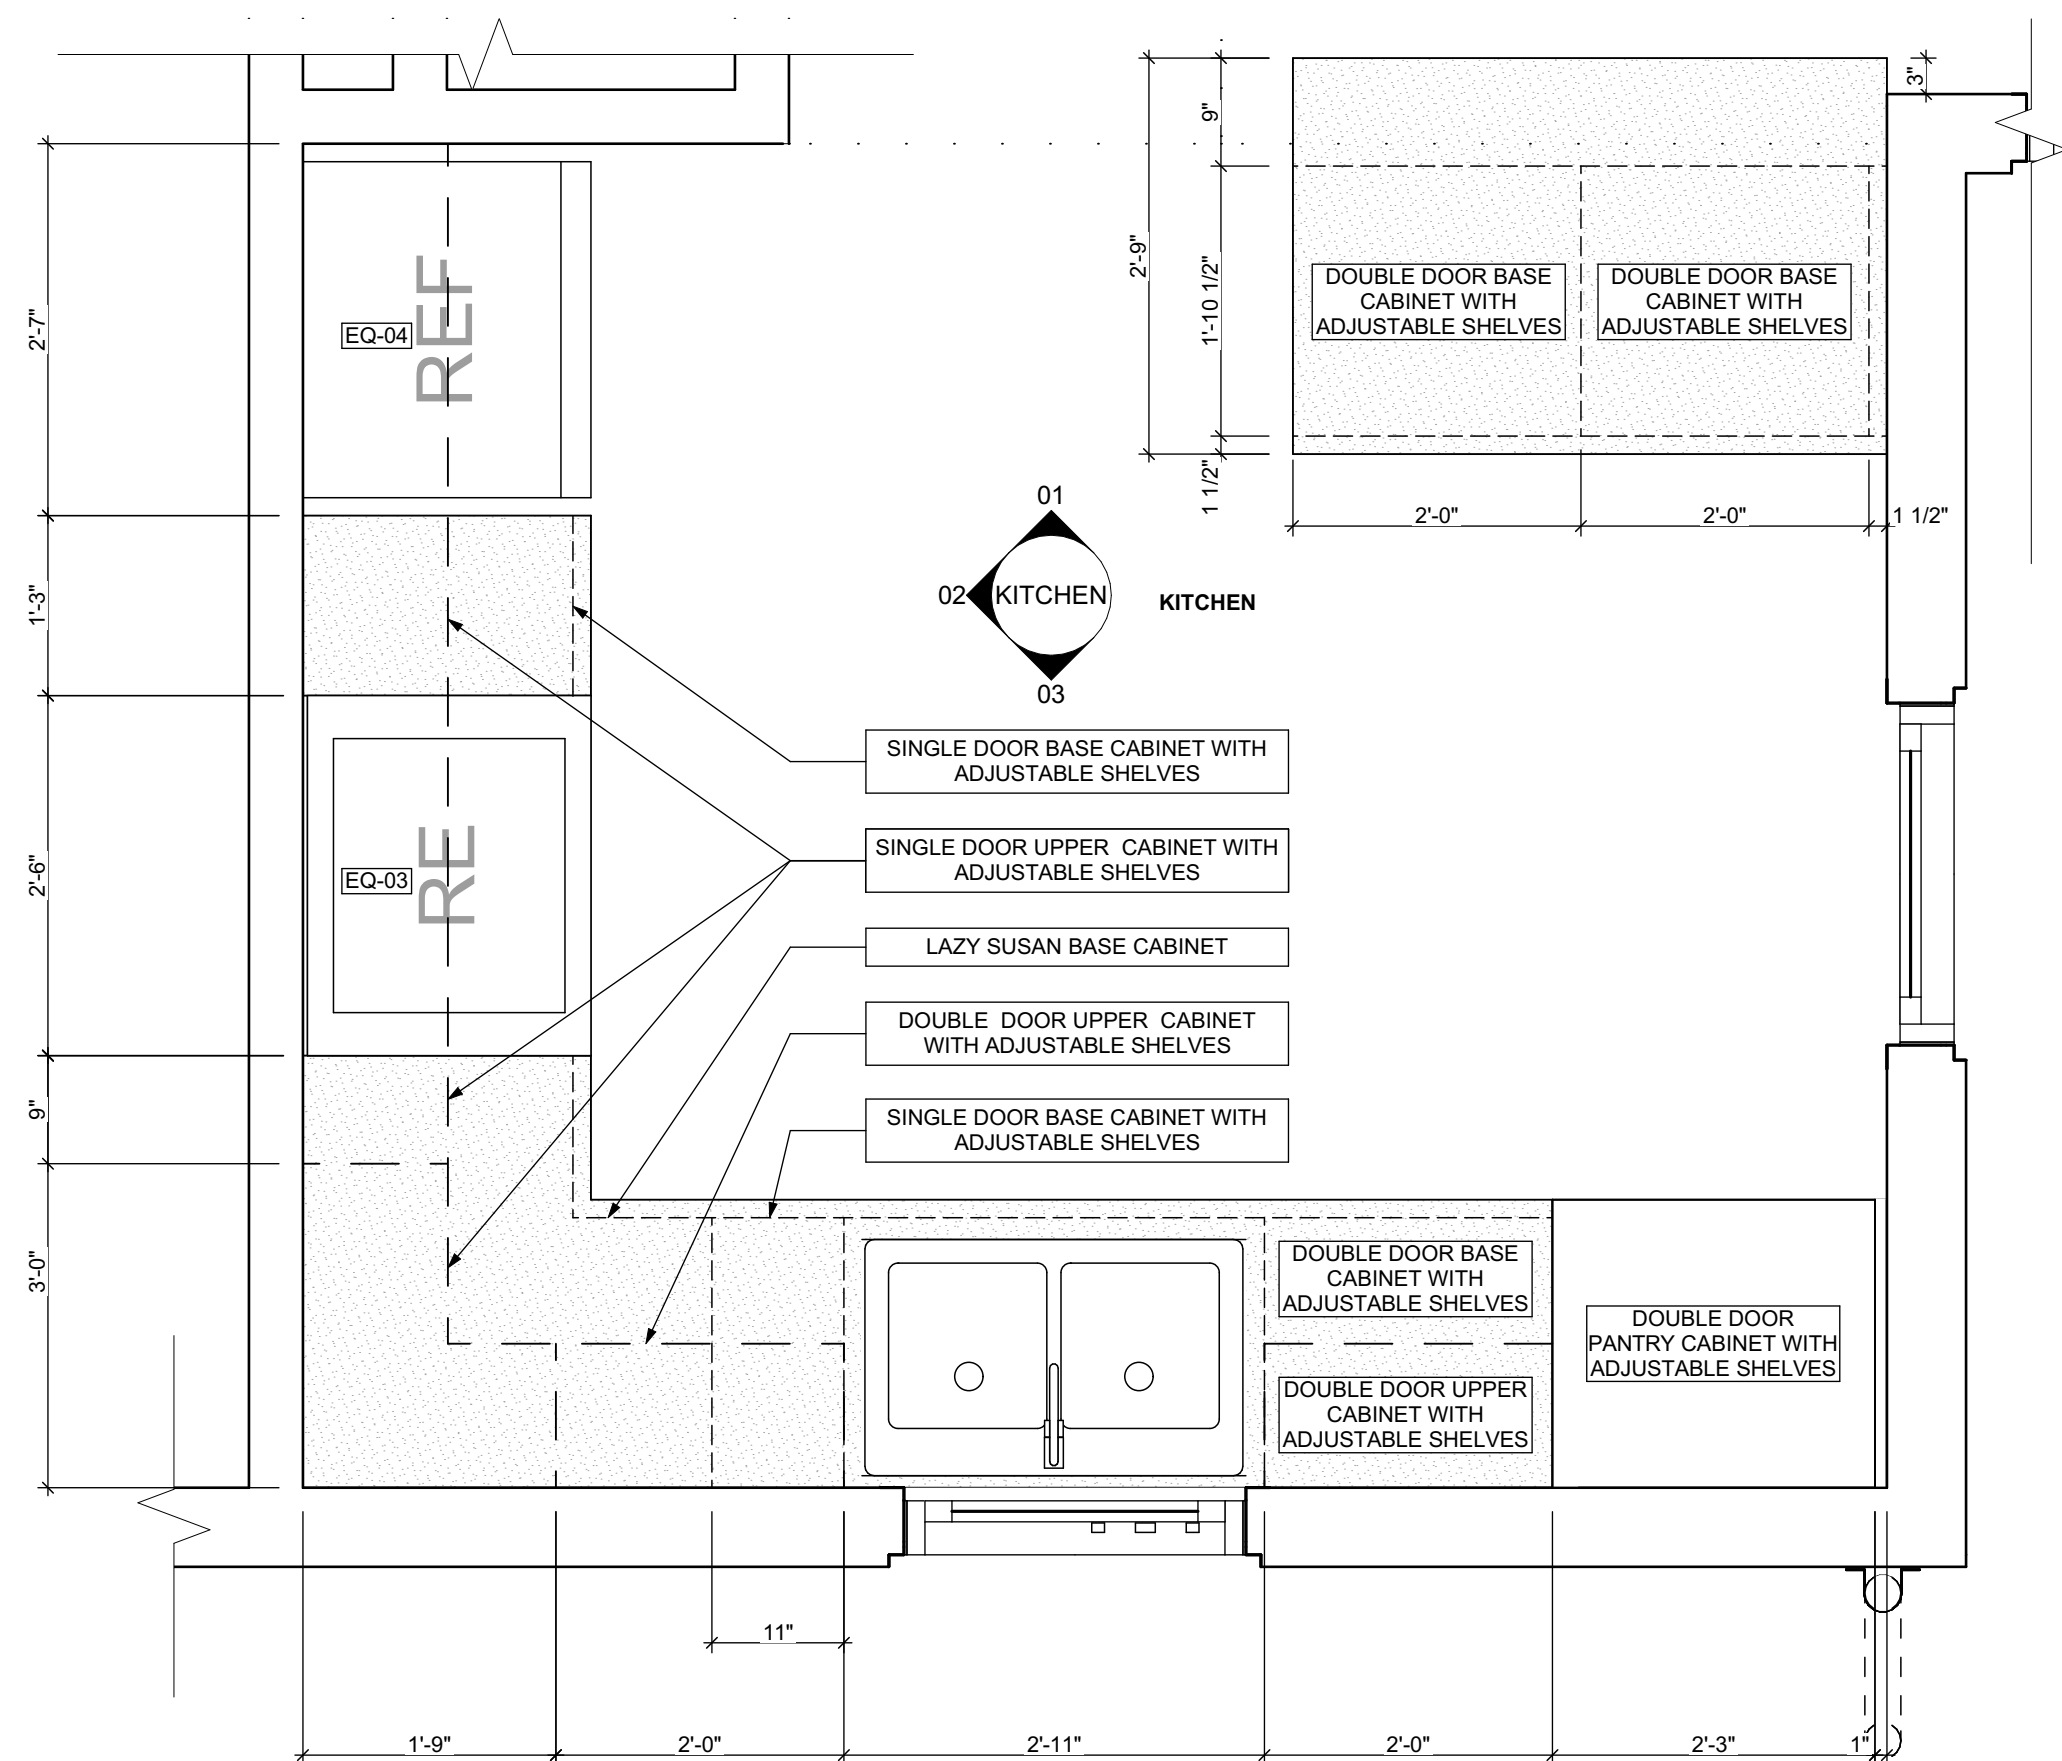 3"
9"
2'-9"
1'-10 1/2"
1 1/2"
DOUBLE DOOR BASE
CABINET WITH
ADJUSTABLE SHELVES
DOUBLE DOOR BASE
CABINET WITH
ADJUSTABLE SHELVES
2'-0"
2'-0"
1 1/2"
2'-7"
EQ-04
REF
1'-3"
01
02
KITCHEN
03
KITCHEN
SINGLE DOOR BASE CABINET WITH
ADJUSTABLE SHELVES
SINGLE DOOR UPPER CABINET WITH
ADJUSTABLE SHELVES
2'-6"
EQ-03
RE
LAZY SUSAN BASE CABINET
DOUBLE DOOR UPPER CABINET
WITH ADJUSTABLE SHELVES
9"
SINGLE DOOR BASE CABINET WITH
ADJUSTABLE SHELVES
3'-0"
DOUBLE DOOR BASE
CABINET WITH
ADJUSTABLE SHELVES
DOUBLE DOOR UPPER
CABINET WITH
ADJUSTABLE SHELVES
DOUBLE DOOR
PANTRY CABINET WITH
ADJUSTABLE SHELVES
11"
1'-9"
2'-0"
2'-11"
2'-0"
2'-3"
1"